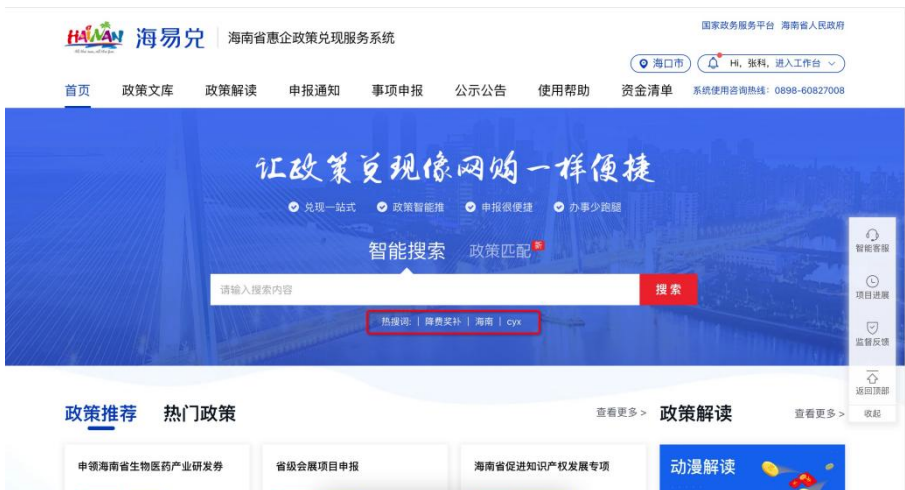 国家政务服务平台 海南省人民政府
HAINAN 海易兑 海南省惠企政策兑现服务系统
海口市 Hi, 张科, 进入工作台
首页 政策文库 政策解读 申报通知 事项申报 公示公告 使用帮助 资金清单 系统使用咨询热线：0898-60827008
让政策兑现像网购一样便捷
兑现一站式 政策智能推 申报很便捷 办事少跑腿
智能搜索 政策匹配 新
请输入搜索内容 搜索
热搜词: | 降费奖补 | 海南 | cyx
智能客服
项目进展
监督反馈
返回顶部
收起
政策推荐 热门政策 查看更多 > 政策解读 查看更多 >
申领海南省生物医药产业研发券 省级会展项目申报 海南省促进知识产权发展专项 动漫解读